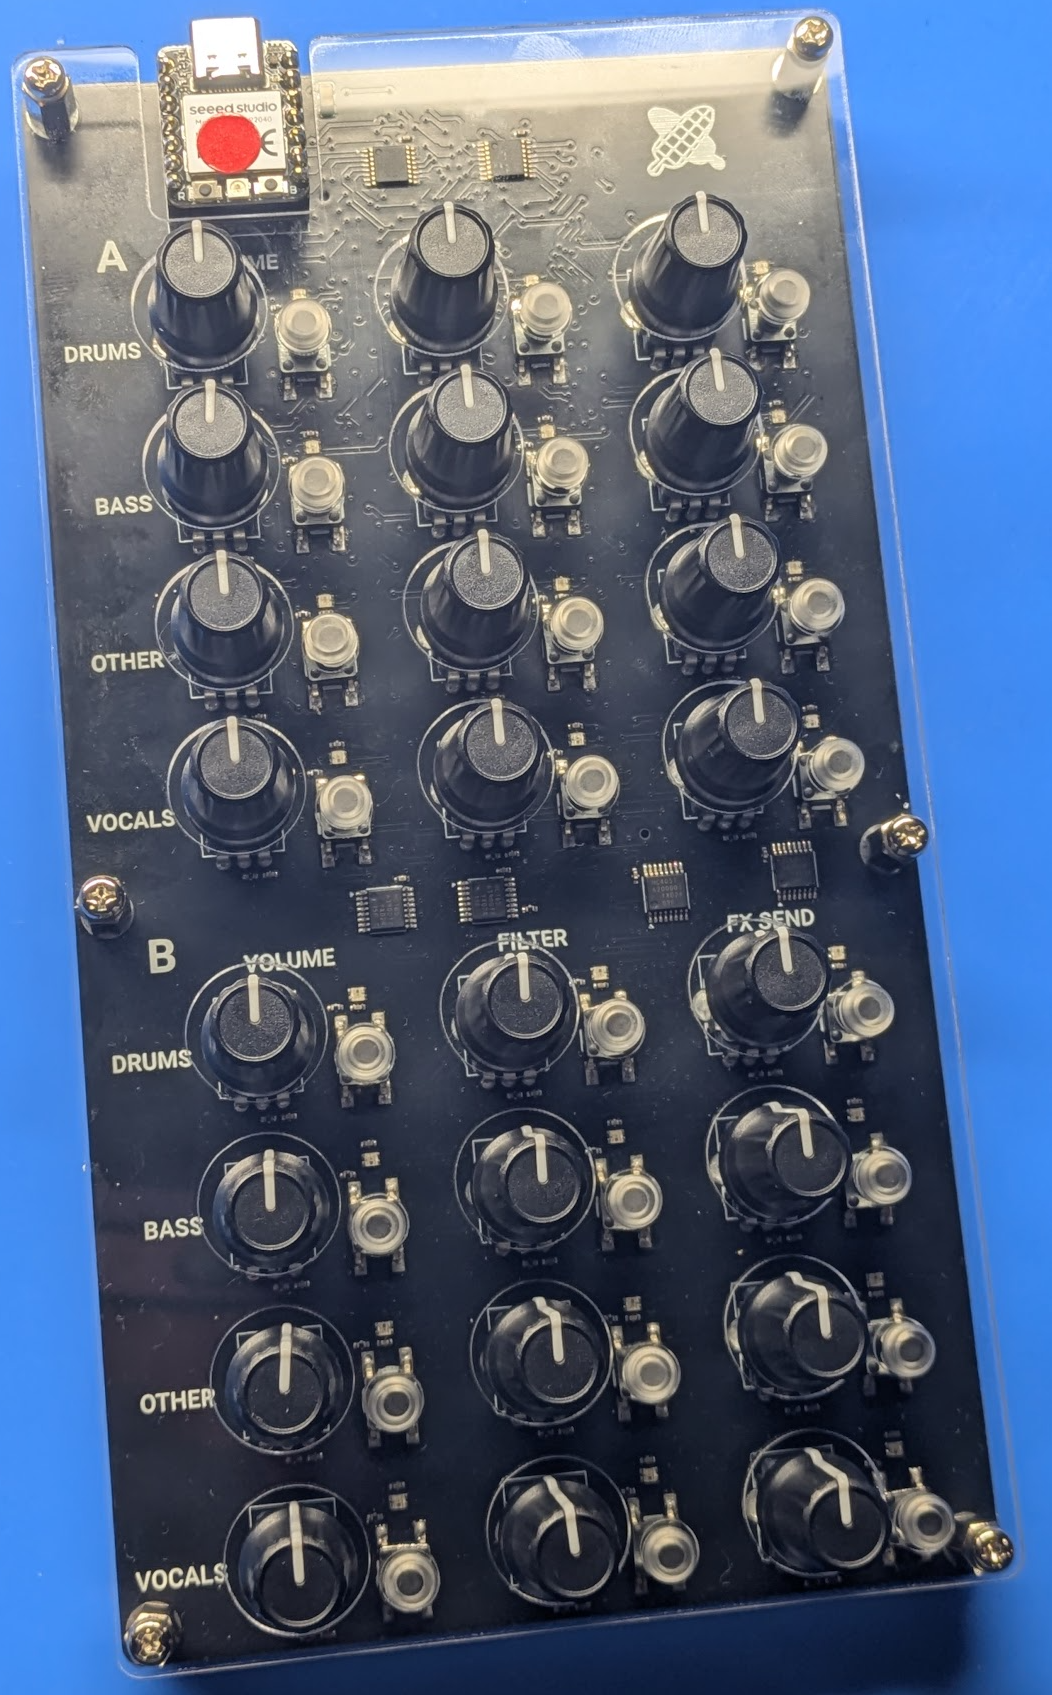 seeed studio
R
B
A
DRUMS
BASS
OTHER
VOCALS
B
VOLUME
FILTER
FX SEND
DRUMS
BASS
OTHER
VOCALS